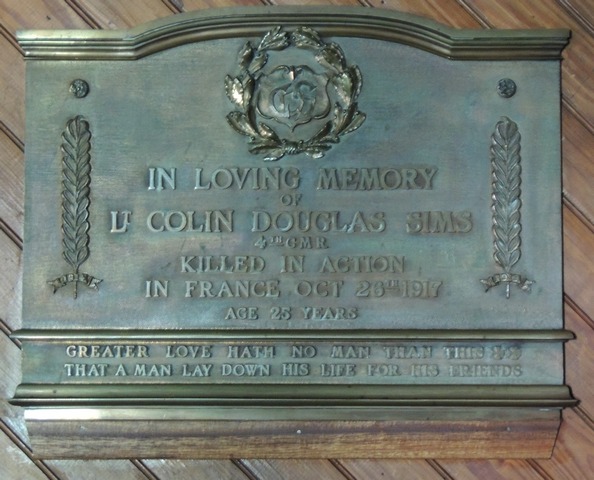 IN LOVING MEMORY
OF
LT COLIN DOUGLAS SIMS
4TH C.M.R.
KILLED IN ACTION
IN FRANCE OCT 26TH 1917
AGE 25 YEARS
GREATER LOVE HATH NO MAN THAN THIS
THAT A MAN LAY DOWN HIS LIFE FOR HIS FRIENDS